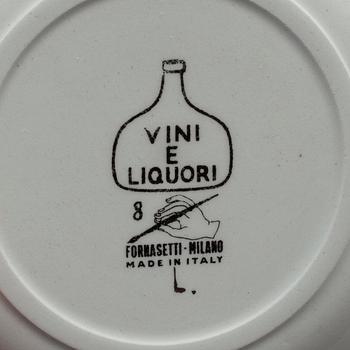 VINI
E
LIQUORI
8
FORNASETTI - MILANO
MADE IN ITALY
L.